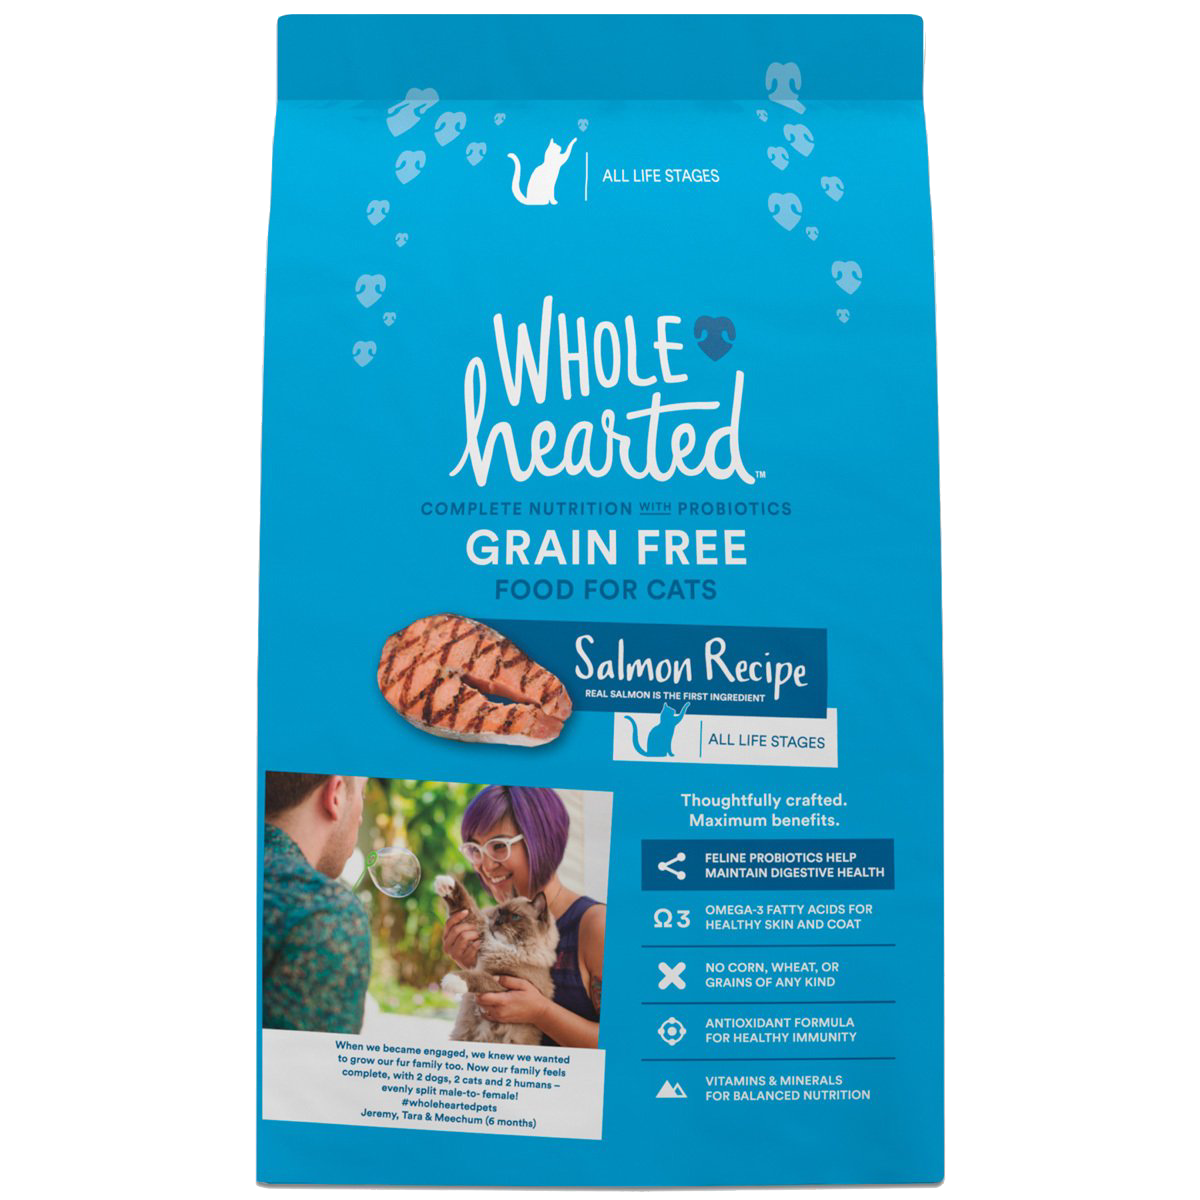 ALL LIFE STAGES
WHOLE
hearted™
COMPLETE NUTRITION WITH PROBIOTICS
GRAIN FREE
FOOD FOR CATS
Salmon Recipe
REAL SALMON IS THE FIRST INGREDIENT
ALL LIFE STAGES
Thoughtfully crafted.
Maximum benefits.
FELINE PROBIOTICS HELP
MAINTAIN DIGESTIVE HEALTH
Ω3
OMEGA-3 FATTY ACIDS FOR
HEALTHY SKIN AND COAT
NO CORN, WHEAT, OR
GRAINS OF ANY KIND
ANTIOXIDANT FORMULA
FOR HEALTHY IMMUNITY
VITAMINS & MINERALS
FOR BALANCED NUTRITION
When we became engaged, we knew we wanted
to grow our fur family too. Now our family feels
complete, with 2 dogs, 2 cats and 2 humans –
evenly split male-to- female!
#wholeheartedpets
Jeremy, Tara & Meechum (6 months)